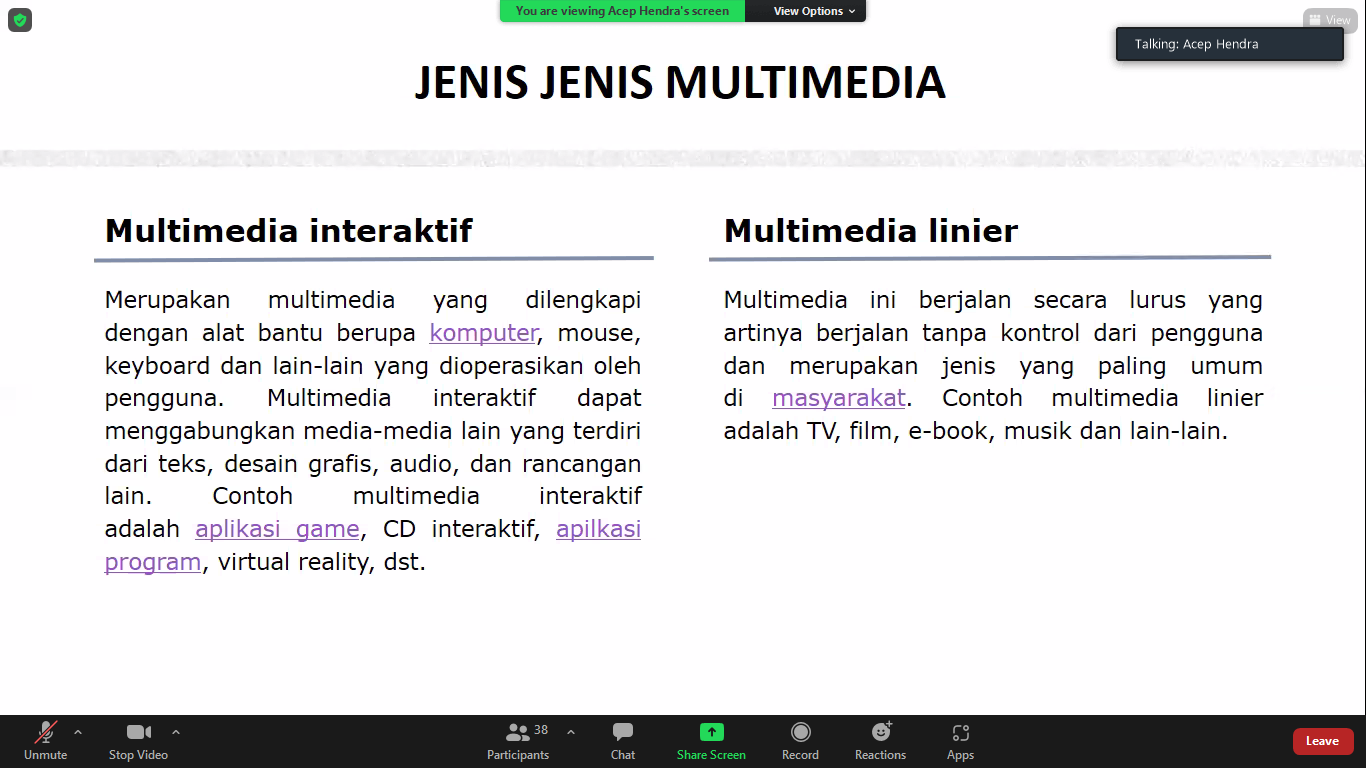 You are viewing Acep Hendra's screen
View Options
View
Talking: Acep Hendra
JENIS JENIS MULTIMEDIA
Multimedia interaktif
Merupakan multimedia yang dilengkapi
dengan alat bantu berupa komputer, mouse,
keyboard dan lain-lain yang dioperasikan oleh
pengguna. Multimedia interaktif dapat
menggabungkan media-media lain yang terdiri
dari teks, desain grafis, audio, dan rancangan
lain. Contoh multimedia interaktif
adalah aplikasi game, CD interaktif, apilkasi
program, virtual reality, dst.
Multimedia linier
Multimedia ini berjalan secara lurus yang
artinya berjalan tanpa kontrol dari pengguna
dan merupakan jenis yang paling umum
di masyarakat. Contoh multimedia linier
adalah TV, film, e-book, musik dan lain-lain.
Unmute
Stop Video
Participants
38
Chat
Share Screen
Record
Reactions
Apps
Leave